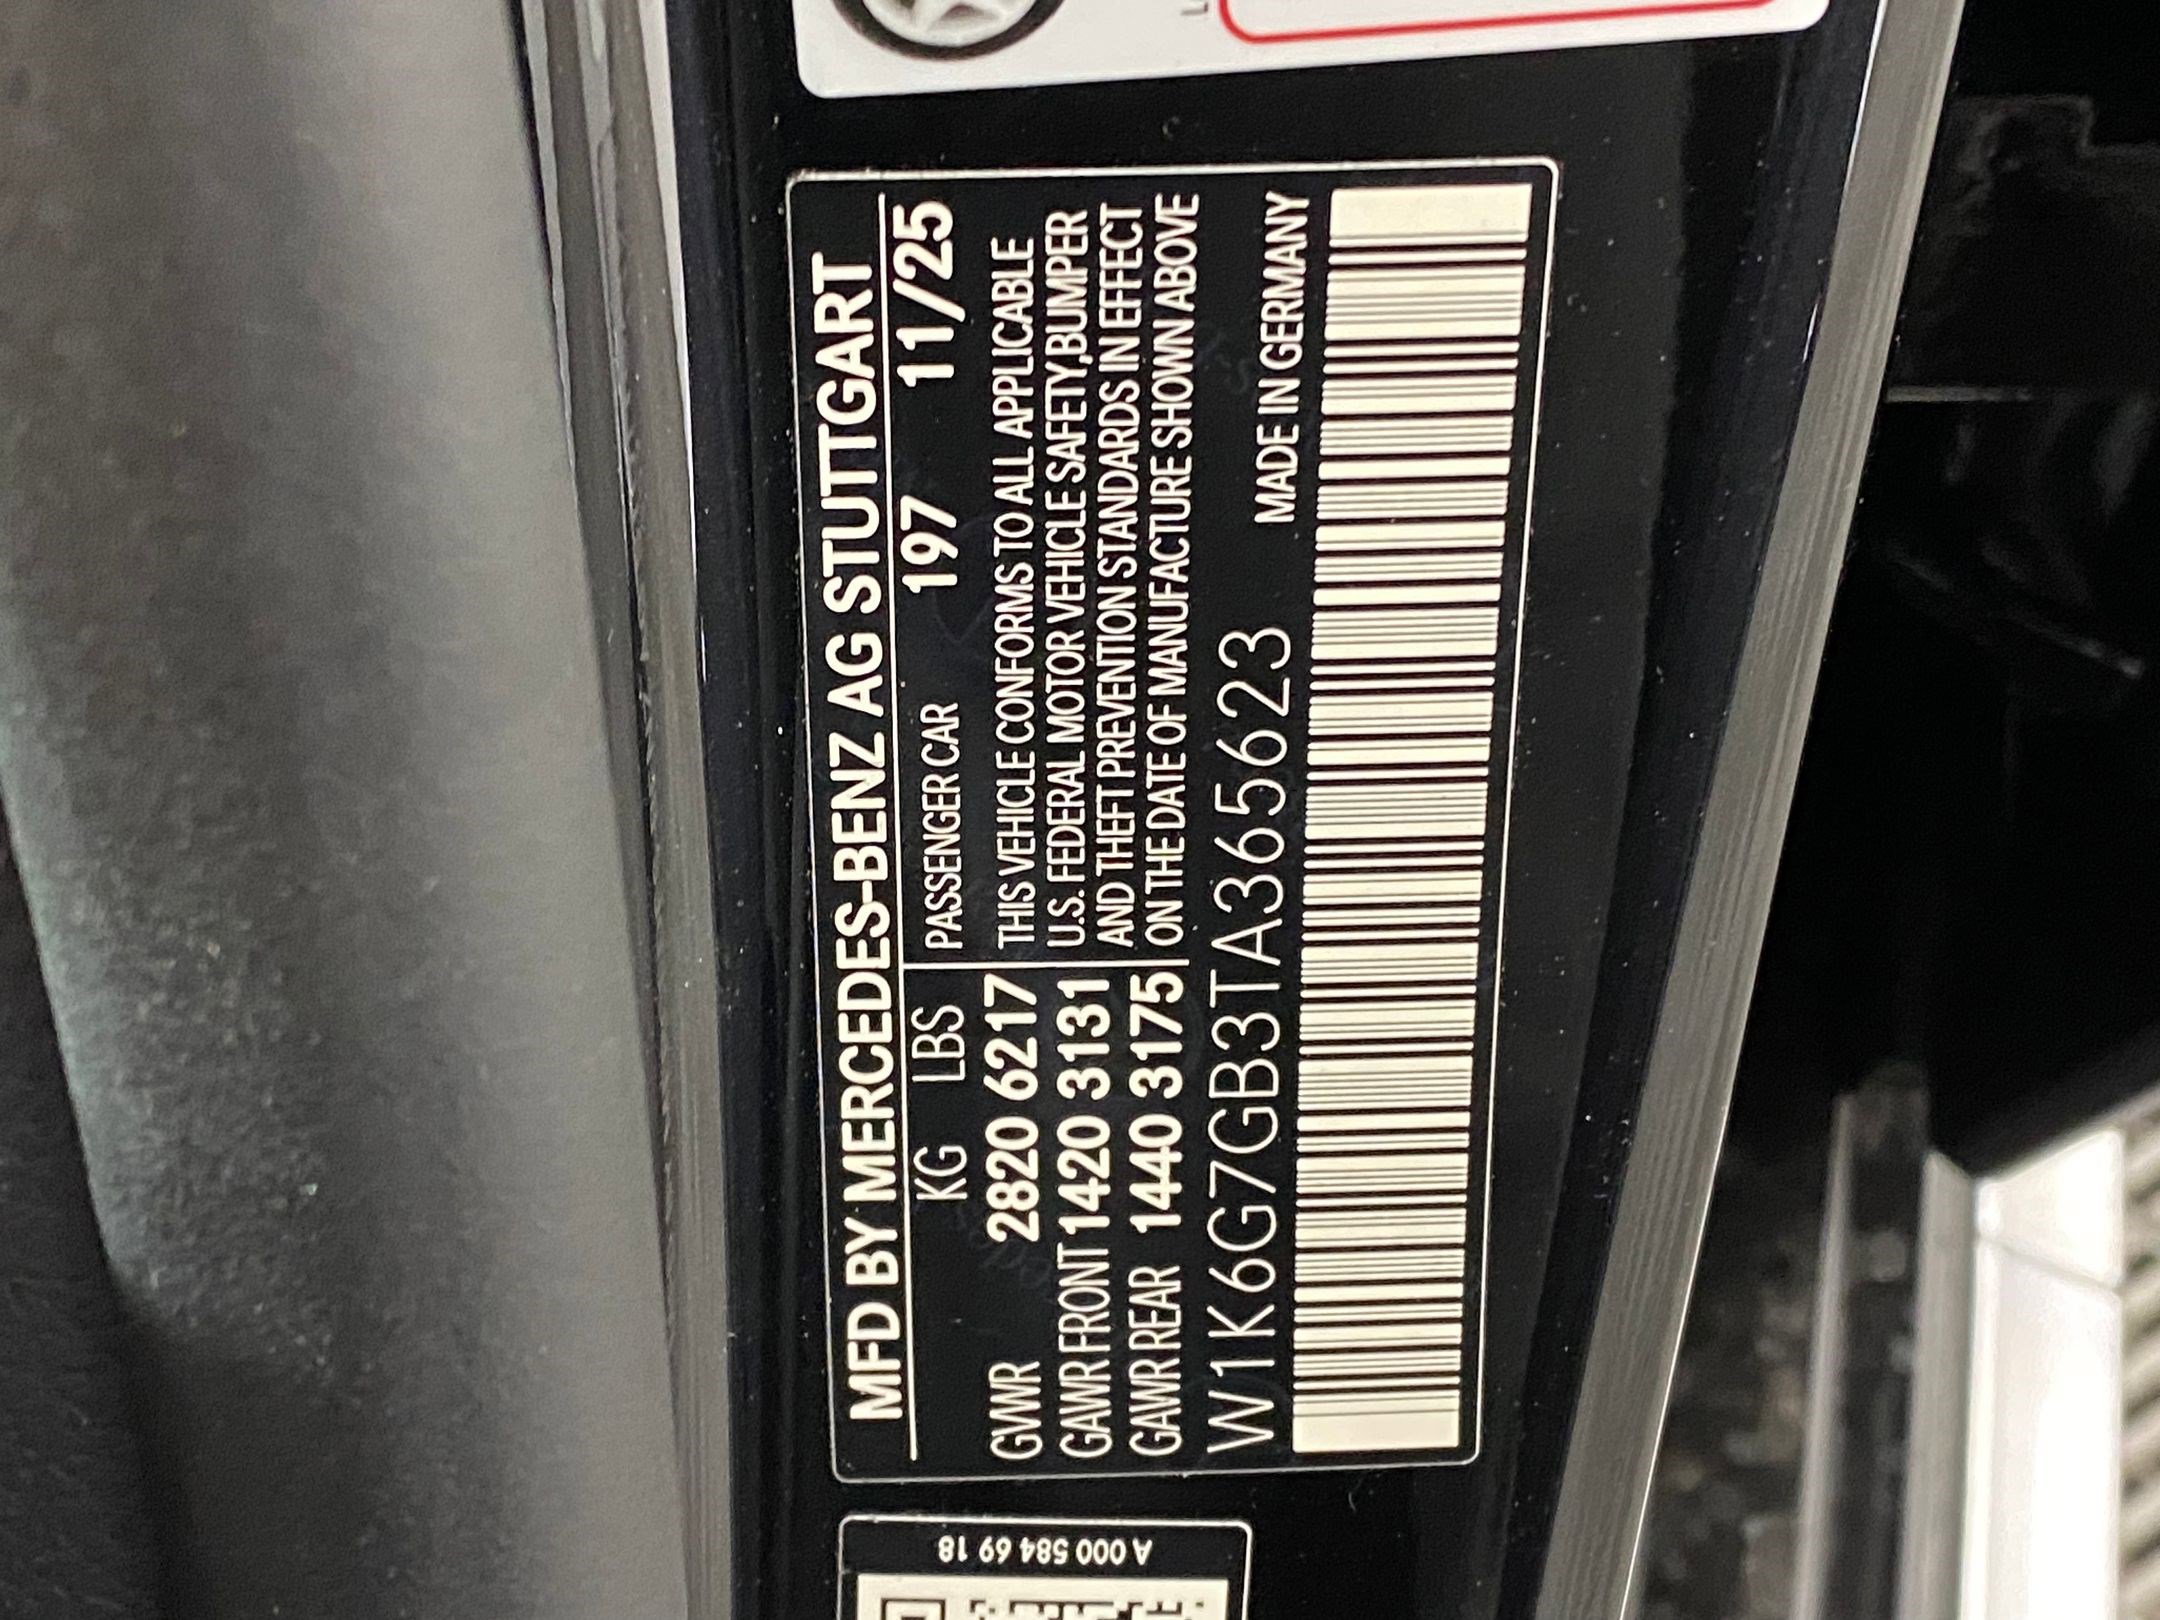 MFD BY MERCEDES-BENZ AG STUTTGART
KG LBS PASSENGER CAR 197 11/25
GVWR 2820 6217
GAWR FRONT 1420 3131
GAWR REAR 1440 3175
THIS VEHICLE CONFORMS TO ALL APPLICABLE
U.S. FEDERAL MOTOR VEHICLE SAFETY,BUMPER
AND THEFT PREVENTION STANDARDS IN EFFECT
ON THE DATE OF MANUFACTURE SHOWN ABOVE
W1K6G7GB3TA365623 MADE IN GERMANY
A 000 584 69 18